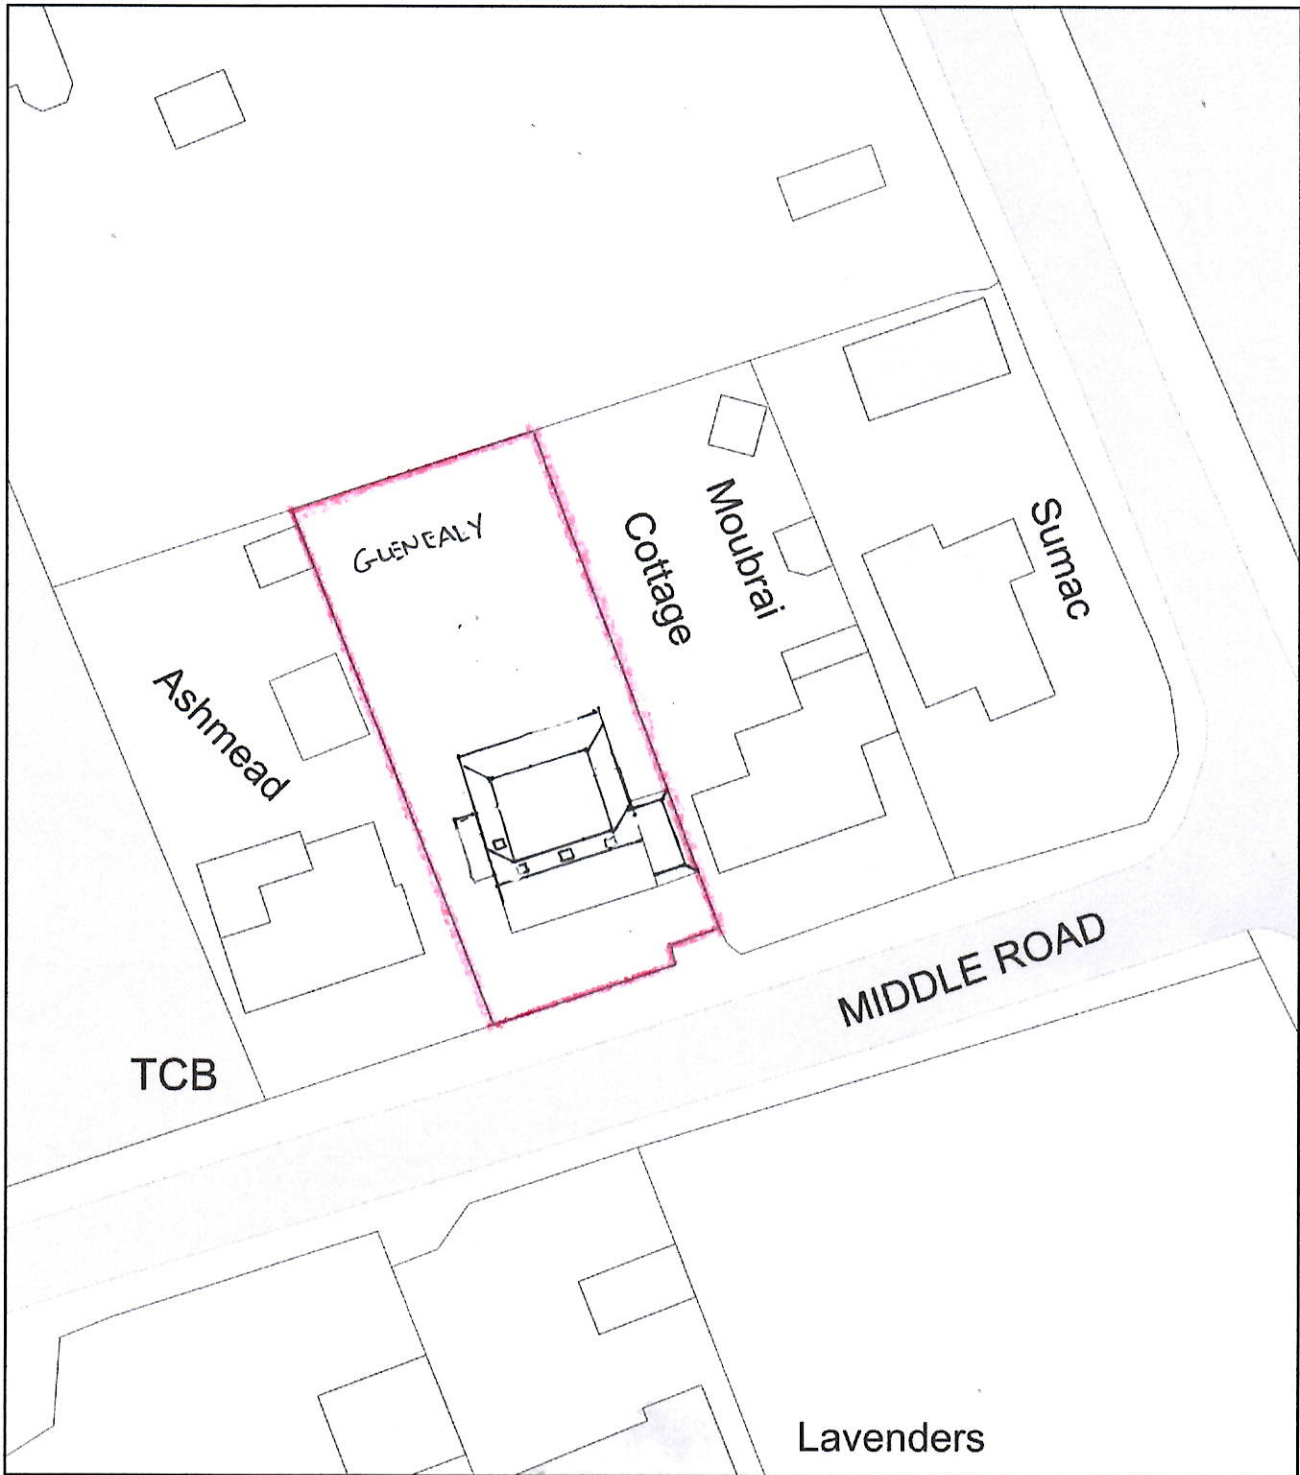 GLENEALY
Cottage
Moubrai
Sumac
Ashmead
MIDDLE ROAD
TCB
Lavenders